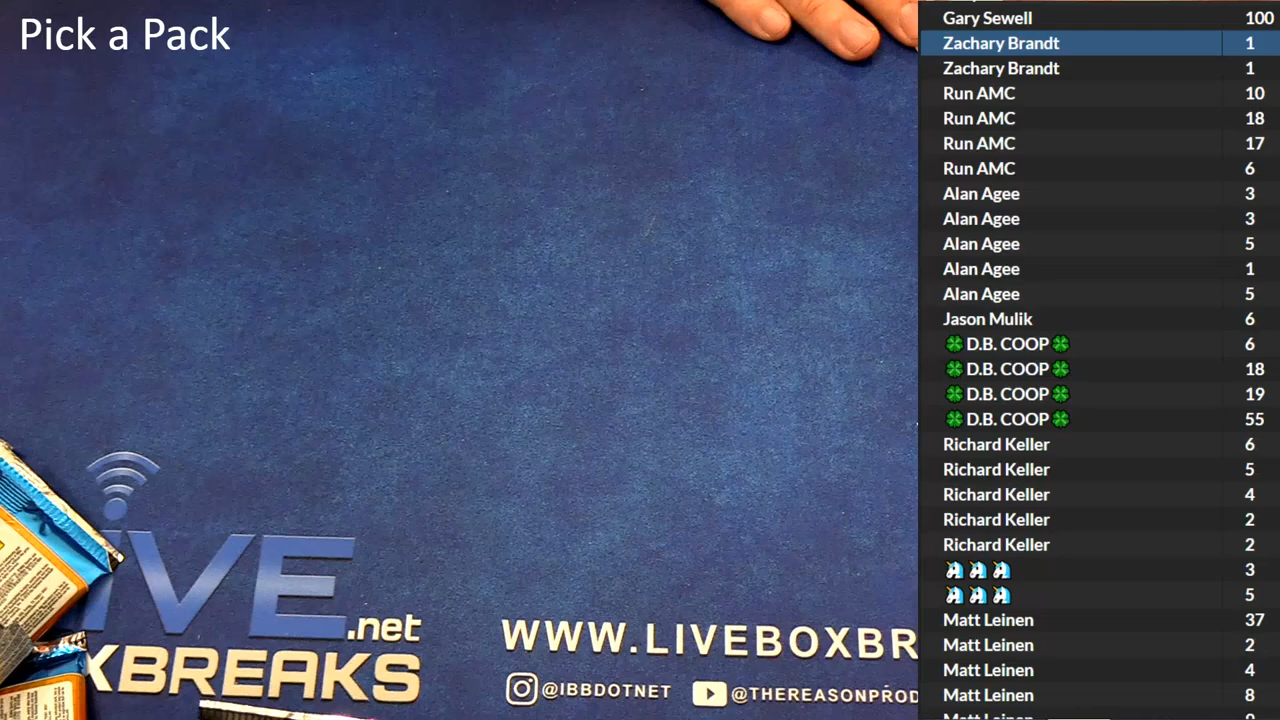 Pick a Pack
Gary Sewell 100
Zachary Brandt 1
Zachary Brandt 1
Run AMC 10
Run AMC 18
Run AMC 17
Run AMC 6
Alan Agee 3
Alan Agee 3
Alan Agee 5
Alan Agee 1
Alan Agee 5
Jason Mulik 6
🍀 D.B. COOP 🍀 6
🍀 D.B. COOP 🍀 18
🍀 D.B. COOP 🍀 19
🍀 D.B. COOP 🍀 55
Richard Keller 6
Richard Keller 5
Richard Keller 4
Richard Keller 2
Richard Keller 2
🦄 🦄 🦄 3
🦄 🦄 🦄 5
Matt Leinen 37
Matt Leinen 2
Matt Leinen 4
Matt Leinen 8
Matt Leinen
iVE.net
XBREAKS
WWW.LIVEBOXBR
@IBBDOTNET @THEREASONPROD